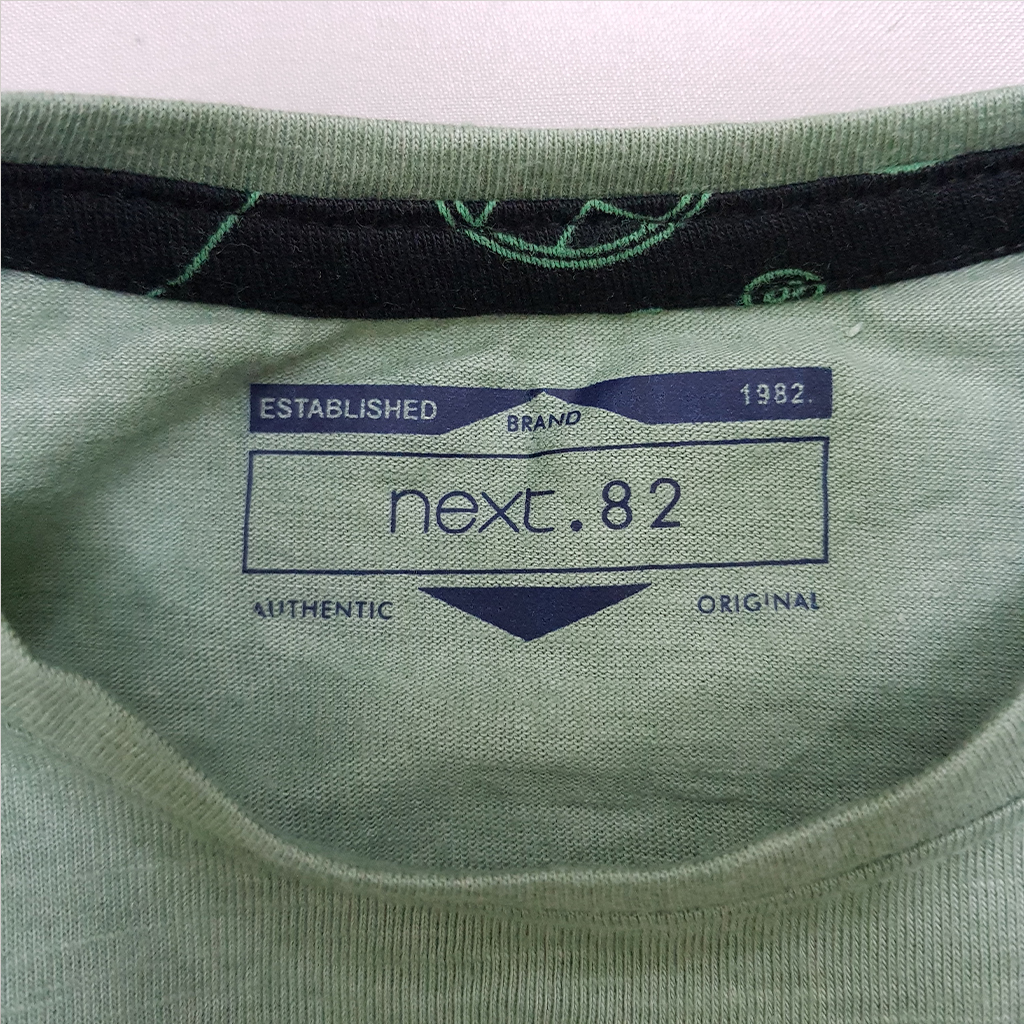 ESTABLISHED BRAND 1982.
next.82
AUTHENTIC ORIGINAL